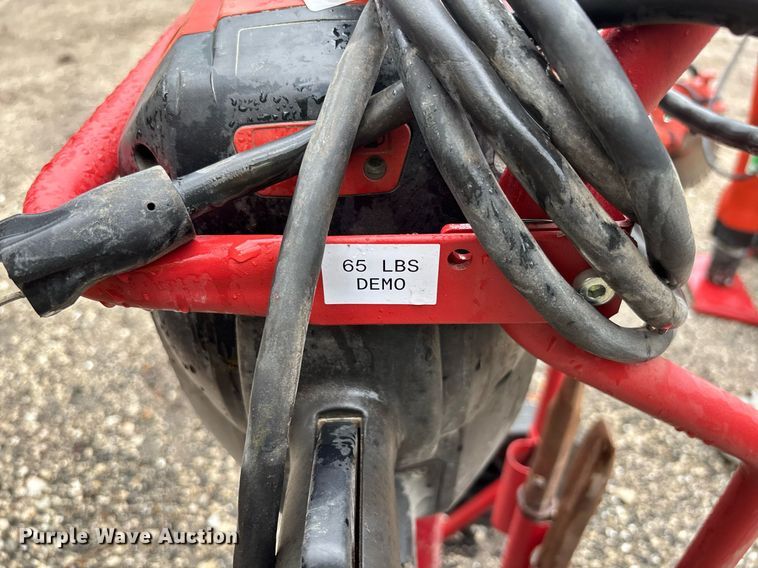 65 LBS
DEMO
Purple Wave Auction